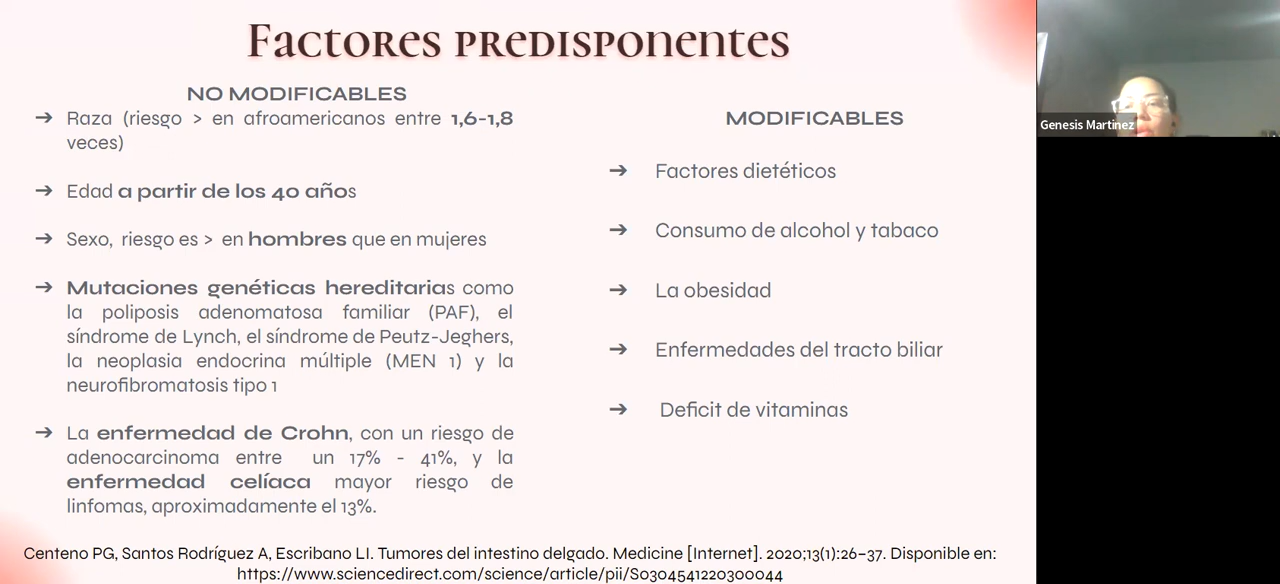 Factores predisponentes
NO MODIFICABLES
➔ Raza (riesgo > en afroamericanos entre 1,6-1,8
veces)
➔ Edad a partir de los 40 años
➔ Sexo, riesgo es > en hombres que en mujeres
➔ Mutaciones genéticas hereditarias como
la poliposis adenomatosa familiar (PAF), el
síndrome de Lynch, el síndrome de Peutz-Jeghers,
la neoplasia endocrina múltiple (MEN 1) y la
neurofibromatosis tipo 1
➔ La enfermedad de Crohn, con un riesgo de
adenocarcinoma entre un 17% - 41%, y la
enfermedad celíaca mayor riesgo de
linfomas, aproximadamente el 13%.
MODIFICABLES
➔ Factores dietéticos
➔ Consumo de alcohol y tabaco
➔ La obesidad
➔ Enfermedades del tracto biliar
➔ Deficit de vitaminas
Centeno PG, Santos Rodríguez A, Escribano LI. Tumores del intestino delgado. Medicine [Internet]. 2020;13(1):26–37. Disponible en:
https://www.sciencedirect.com/science/article/pii/S0304541220300044
Genesis Martinez